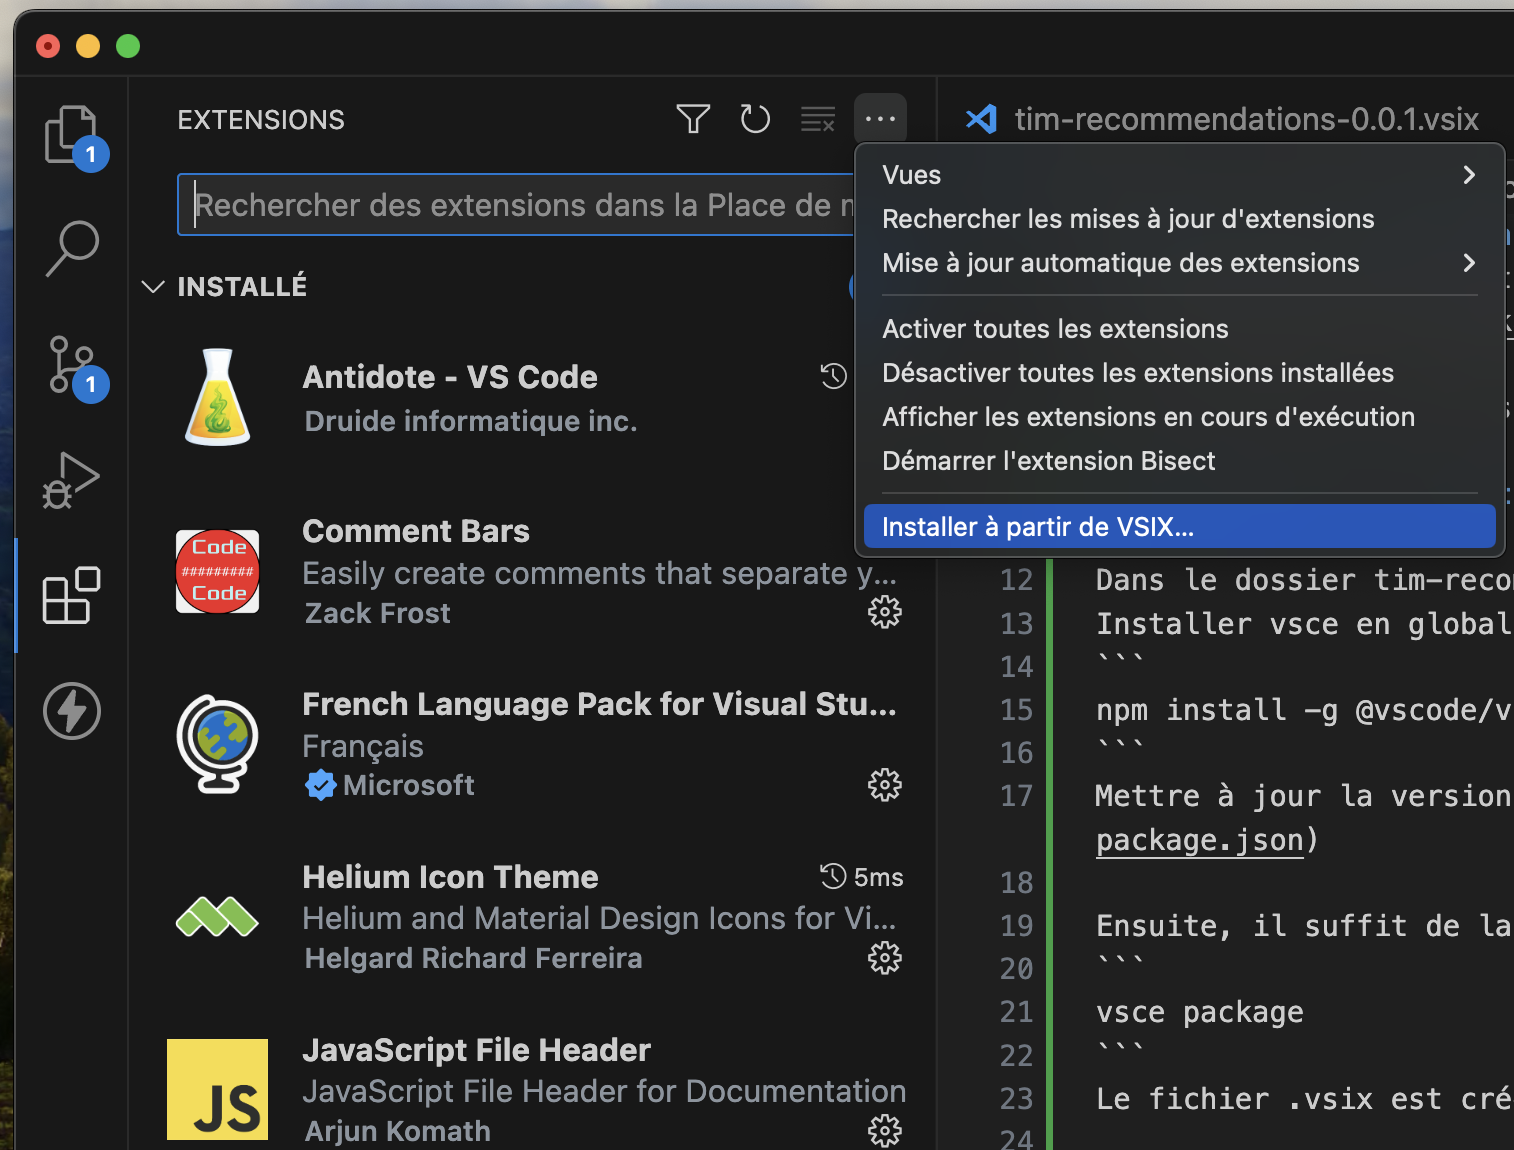 EXTENSIONS
tim-recommendations-0.0.1.vsix
1
Rechercher des extensions dans la Place de
Vues
Rechercher les mises à jour d'extensions
Mise à jour automatique des extensions
Activer toutes les extensions
Désactiver toutes les extensions installées
Afficher les extensions en cours d'exécution
Démarrer l'extension Bisect
Installer à partir de VSIX...
INSTALLÉ
1
Antidote - VS Code
Druide informatique inc.
Comment Bars
Easily create comments that separate y...
Zack Frost
Code
#########
Code
French Language Pack for Visual Stu...
Français
Microsoft
Helium Icon Theme
5ms
Helium and Material Design Icons for Vi...
Helgard Richard Ferreira
JS
JavaScript File Header
JavaScript File Header for Documentation
Arjun Komath
12 Dans le dossier
13 Installer vsce en global
14 ```
15 npm install -g
16 ```
17 Mettre à jour la version
package.json)
18
19 Ensuite, il suffit de
20 ```
21 vsce package
22 ```
23 Le fichier .vsix est
24